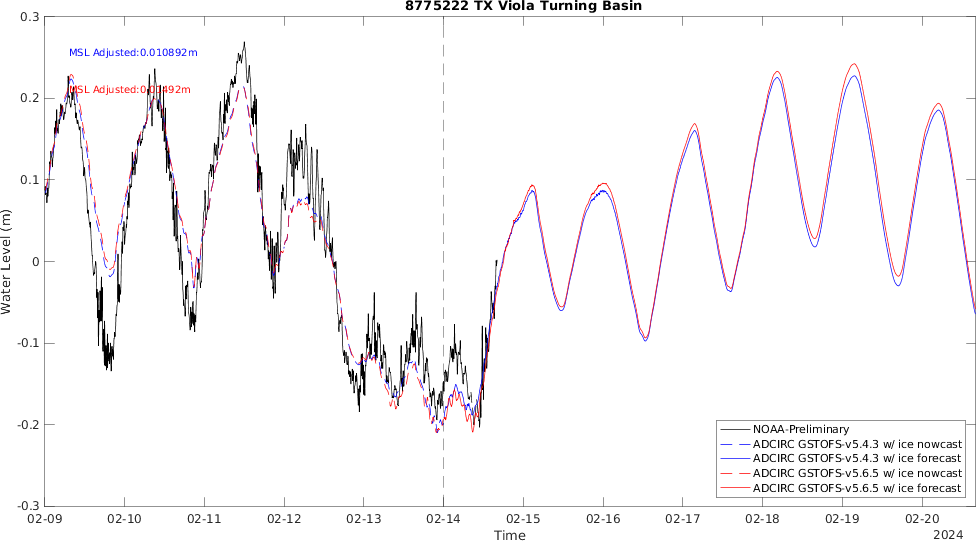 8775222 TX Viola Turning Basin
MSL Adjusted:0.010892m
MSL Adjusted:
Water Level (m)
0.3
0.2
0.1
0
-0.1
-0.2
-0.3
02-09
02-10
02-11
02-12
02-13
02-14
02-15
02-16
02-17
02-18
02-19
02-20
Time
2024
NOAA-Preliminary
ADCIRC GSTOFS-v5.4.3 w/ ice nowcast
ADCIRC GSTOFS-v5.4.3 w/ ice forecast
ADCIRC GSTOFS-v5.6.5 w/ ice nowcast
ADCIRC GSTOFS-v5.6.5 w/ ice forecast